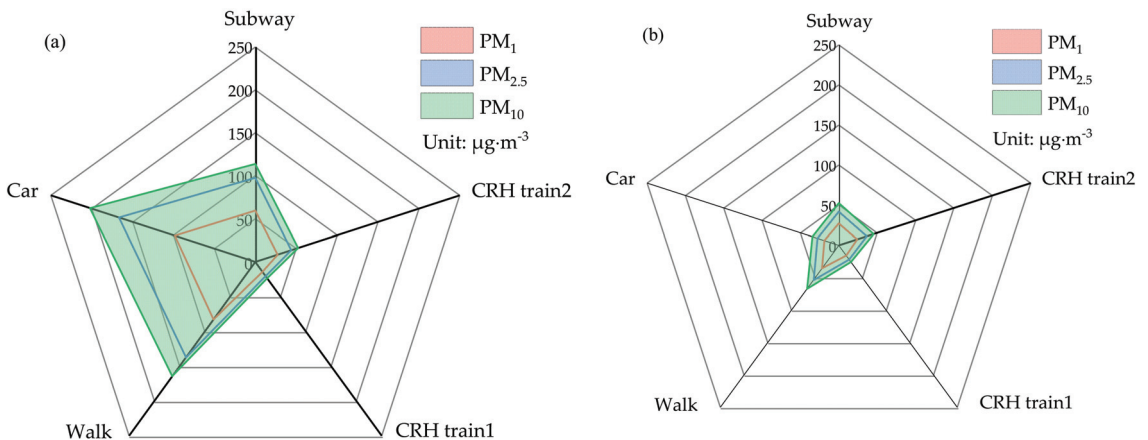 (a)
Subway
250
200
150
100
50
0
PM₁
PM₂.₅
PM₁₀
Unit: μg·m⁻³
Car
CRH train2
Walk
CRH train1
(b)
Subway
250
200
150
100
50
0
PM₁
PM₂.₅
PM₁₀
Unit: μg·m⁻³
Car
CRH train2
Walk
CRH train1